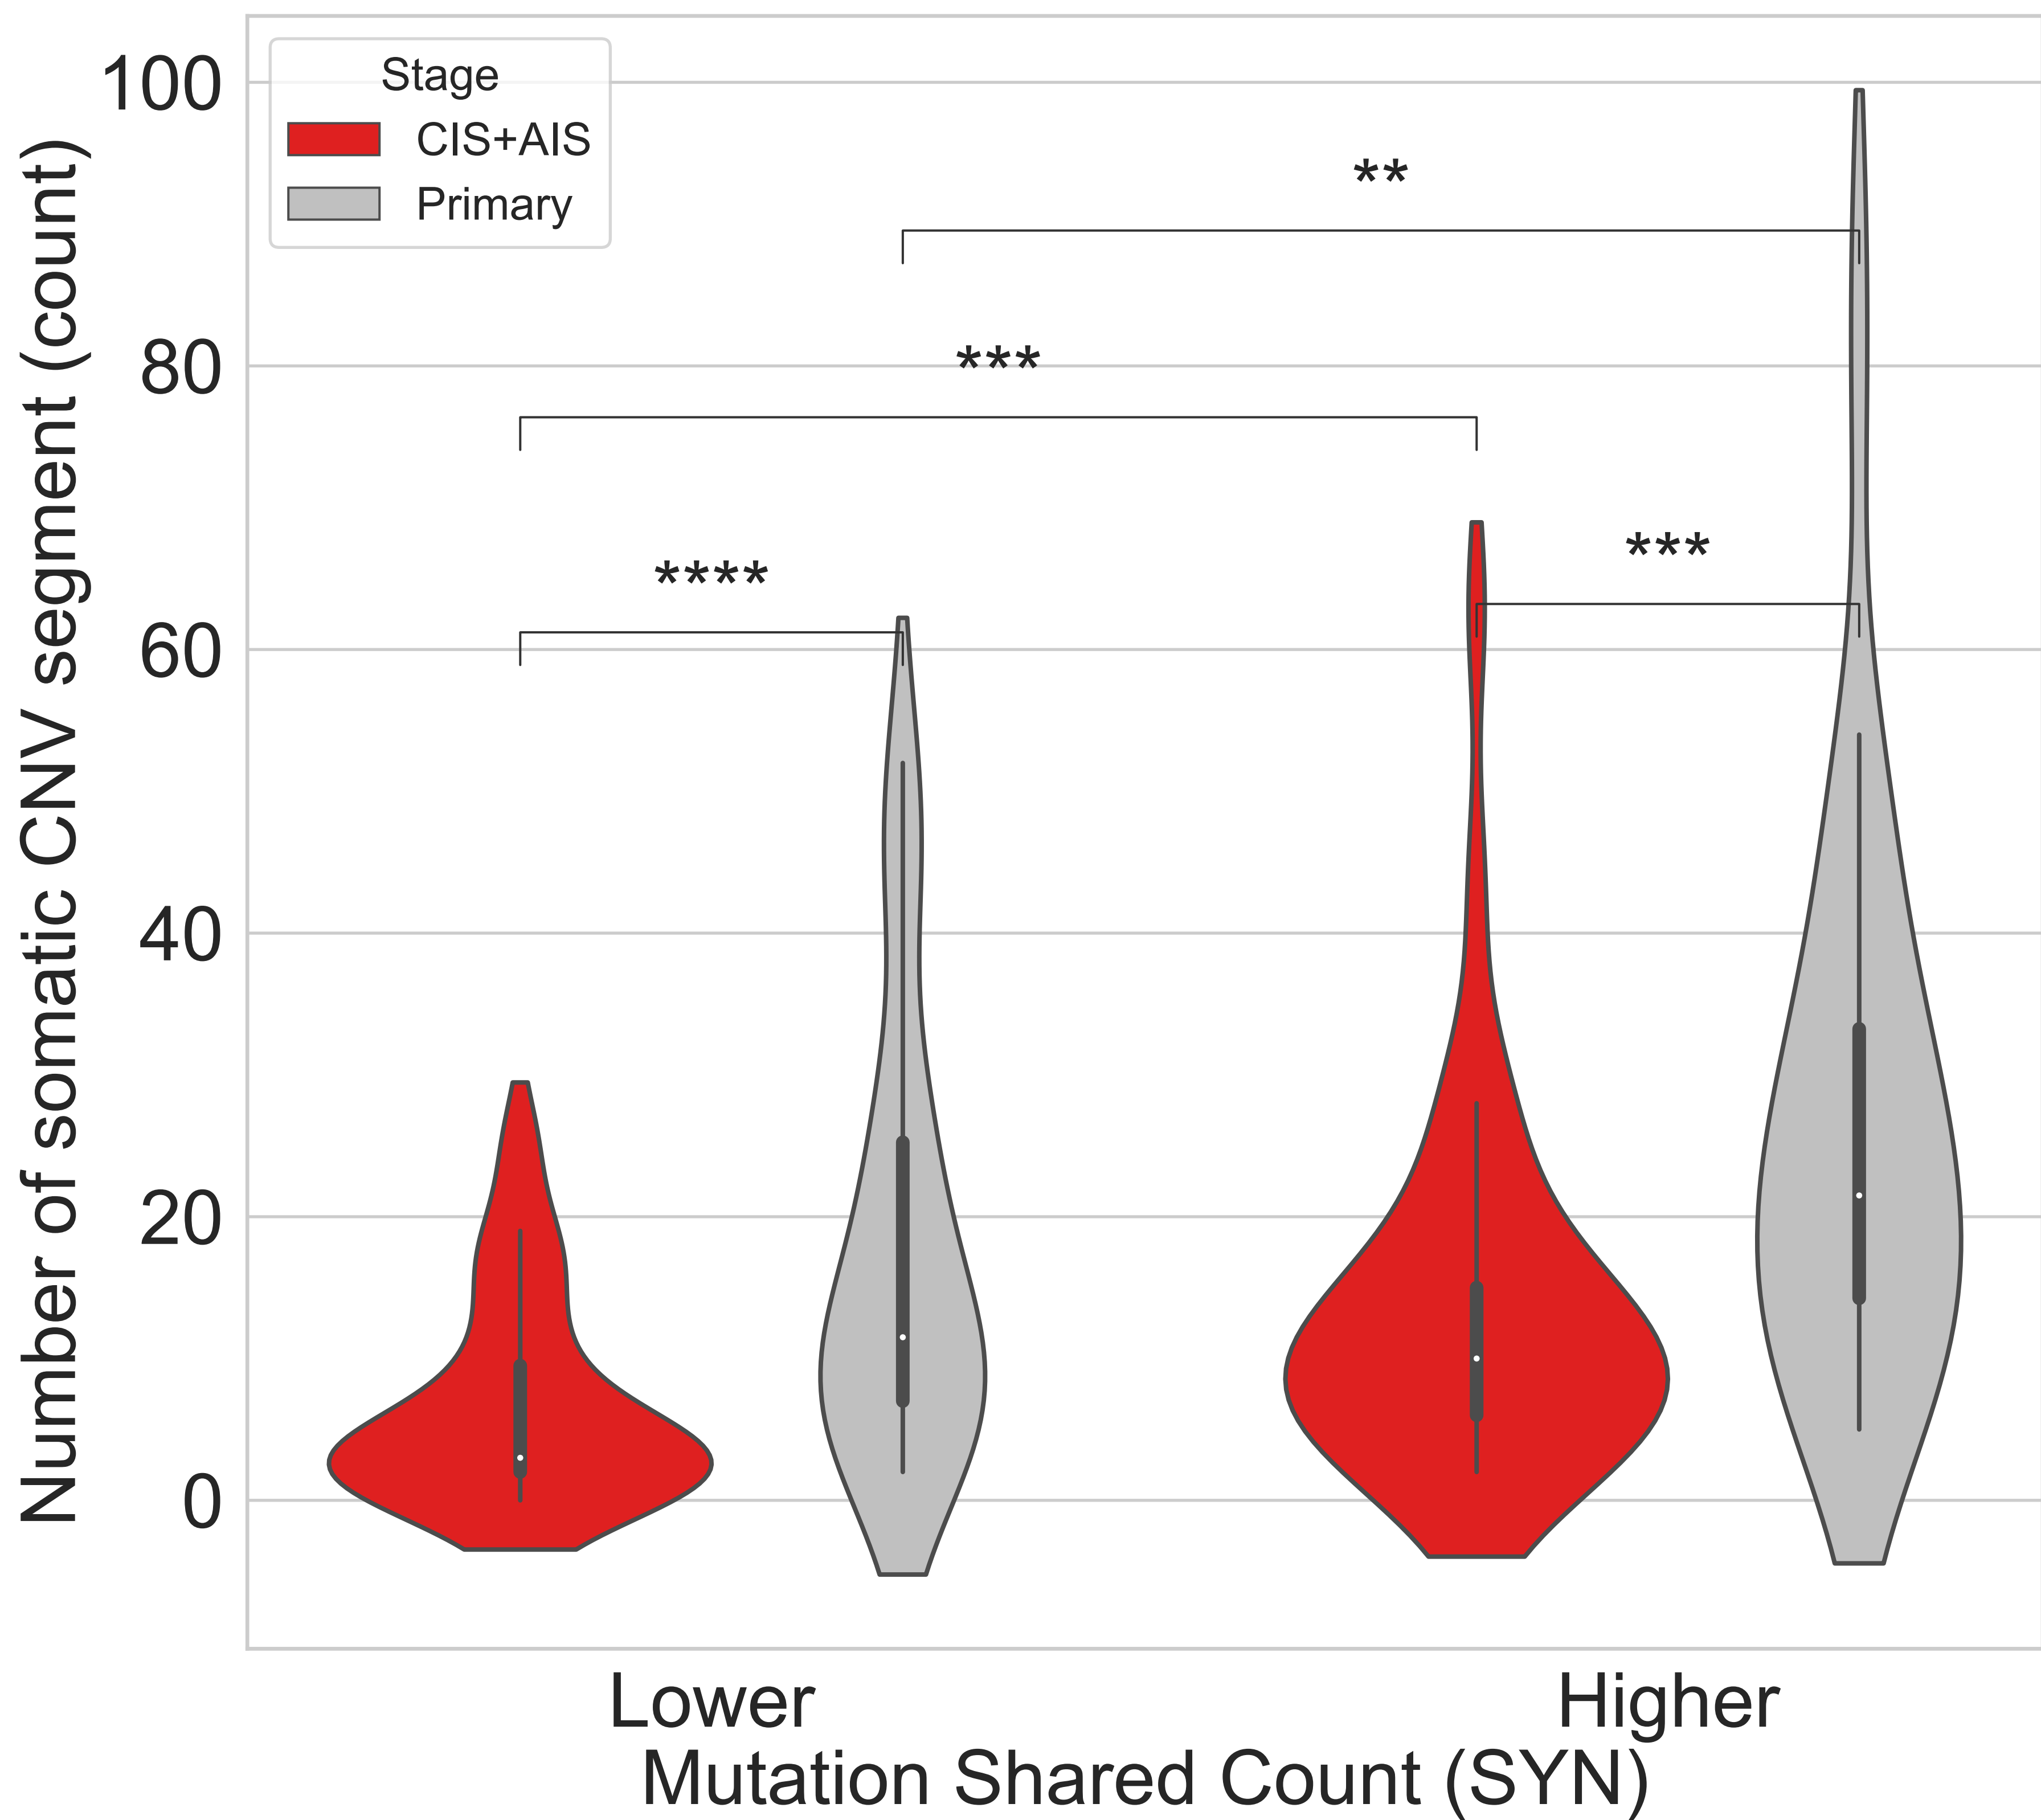 Number of somatic CNV segment (count)
100
80
60
40
20
0
Stage
CIS+AIS
Primary
**
***
***
****
Lower
Higher
Mutation Shared Count (SYN)